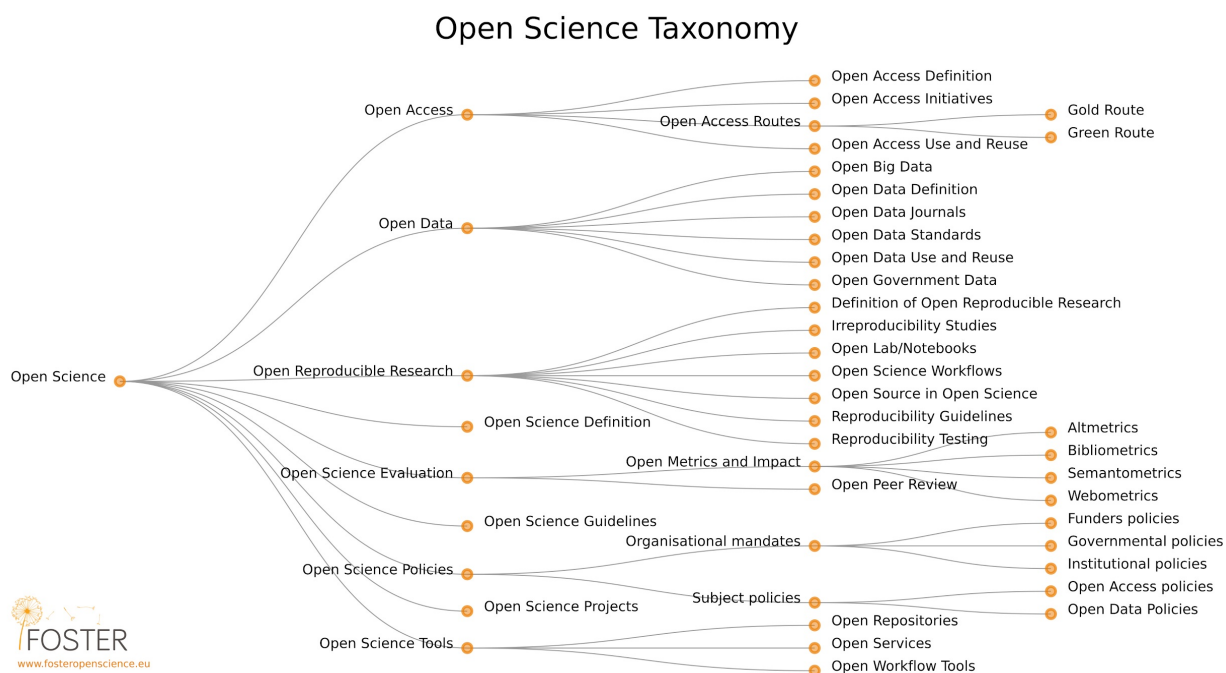 Open Science Taxonomy
Open Science
Open Access
Open Access Definition
Open Access Initiatives
Open Access Routes
Gold Route
Green Route
Open Access Use and Reuse
Open Data
Open Big Data
Open Data Definition
Open Data Journals
Open Data Standards
Open Data Use and Reuse
Open Government Data
Open Reproducible Research
Definition of Open Reproducible Research
Irreproducibility Studies
Open Lab/Notebooks
Open Science Workflows
Open Source in Open Science
Reproducibility Guidelines
Reproducibility Testing
Open Science Definition
Open Science Evaluation
Open Metrics and Impact
Altmetrics
Bibliometrics
Semantometrics
Webometrics
Open Peer Review
Open Science Guidelines
Open Science Policies
Organisational mandates
Funders policies
Governmental policies
Institutional policies
Subject policies
Open Access policies
Open Data Policies
Open Science Projects
Open Science Tools
Open Repositories
Open Services
Open Workflow Tools
FOSTER
www.fosteropenscience.eu